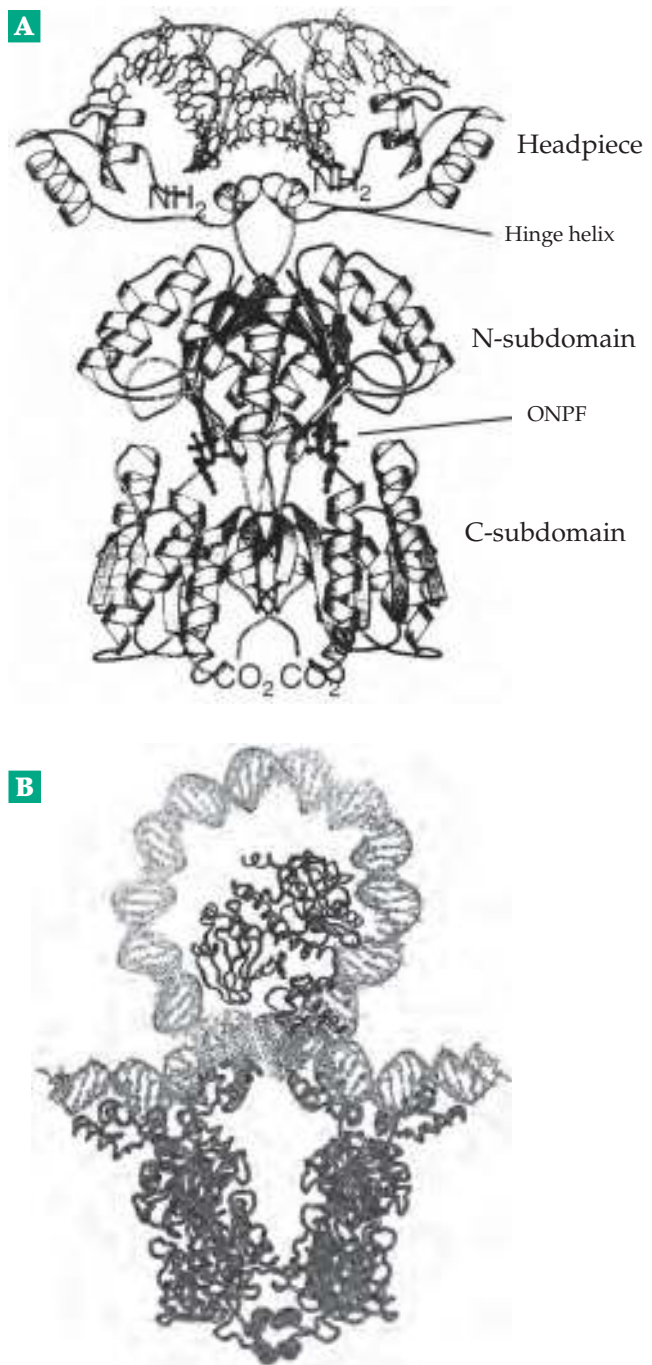 A
Headpiece
NH2
NH2
Hinge helix
N-subdomain
ONPF
C-subdomain
CO2 CO2
B